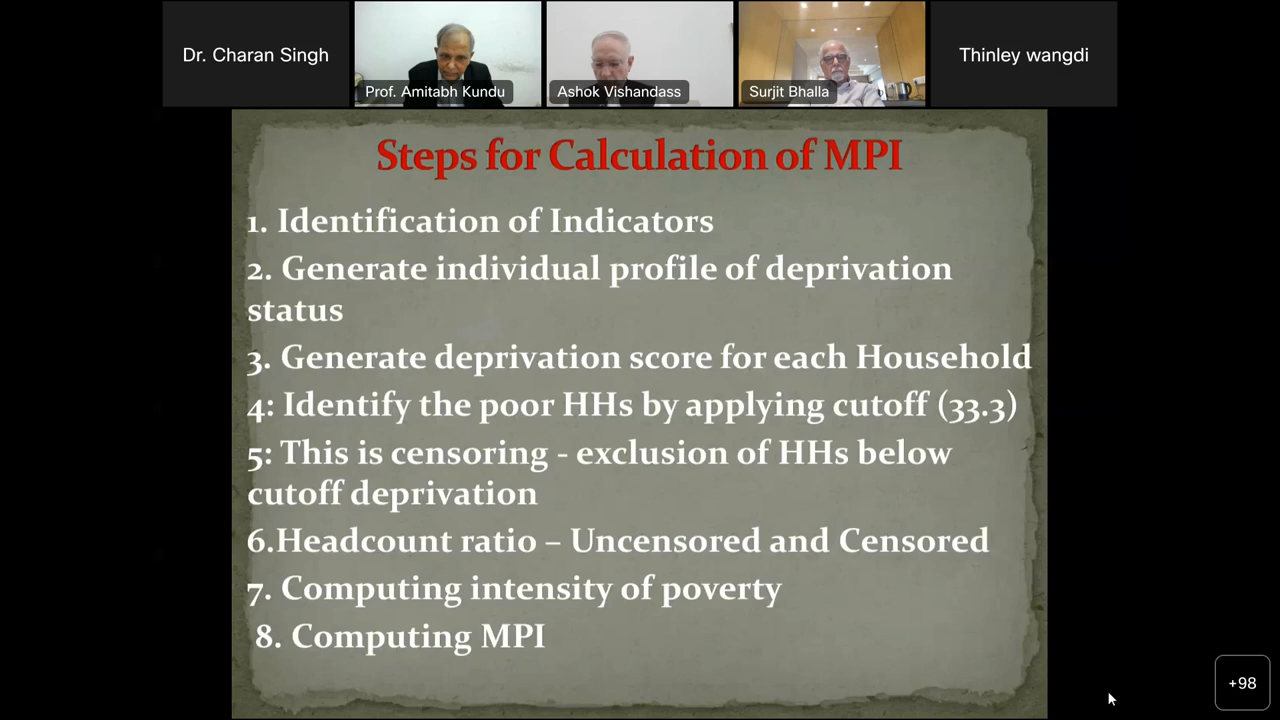 Dr. Charan Singh
Prof. Amitabh Kundu
Ashok Vishandass
Surjit Bhalla
Thinley wangdi
Steps for Calculation of MPI
1. Identification of Indicators
2. Generate individual profile of deprivation
status
3. Generate deprivation score for each Household
4: Identify the poor HHs by applying cutoff (33.3)
5: This is censoring - exclusion of HHs below
cutoff deprivation
6.Headcount ratio – Uncensored and Censored
7. Computing intensity of poverty
8. Computing MPI
+98